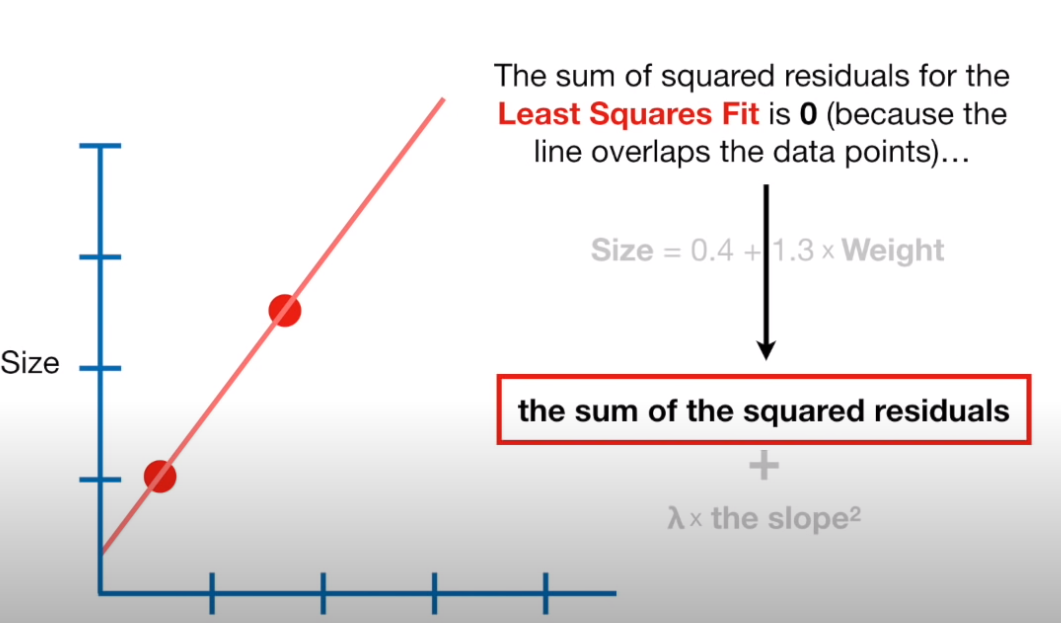 The sum of squared residuals for the
Least Squares Fit is 0 (because the
line overlaps the data points)…
Size = 0.4 + 1.3 × Weight
Size
the sum of the squared residuals
+
λ × the slope²